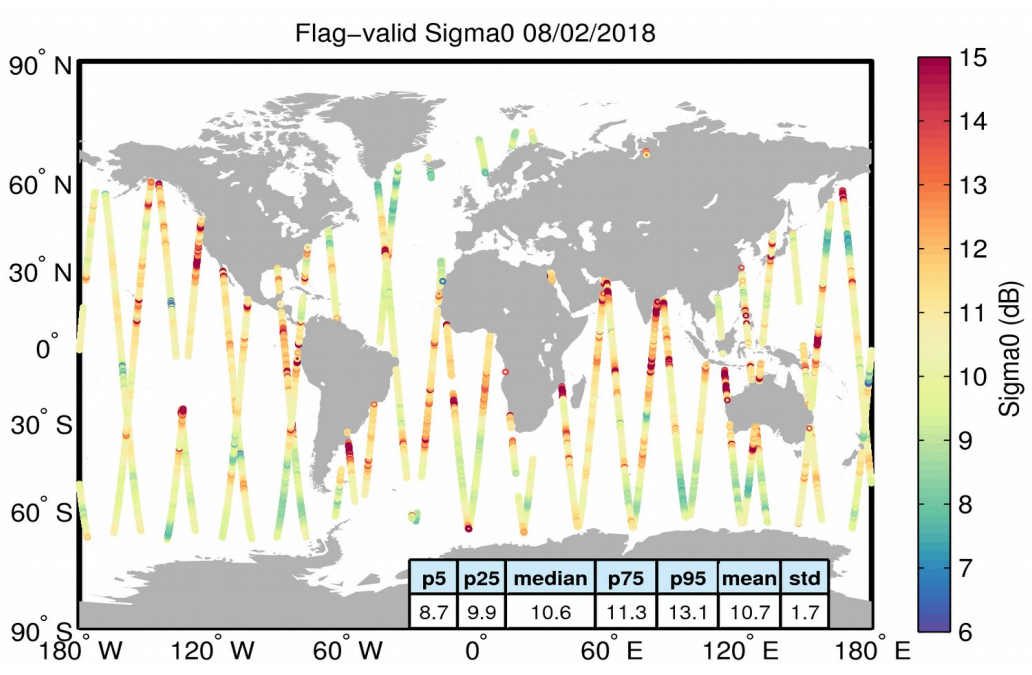 Flag−valid Sigma0 08/02/2018
90° N
60° N
30° N
0°
30° S
60° S
90° S
180° W
120° W
60° W
0°
60° E
120° E
180° E
p5 p25 median p75 p95 mean std
8.7 9.9 10.6 11.3 13.1 10.7 1.7
15
14
13
12
11
10
9
8
7
6
Sigma0 (dB)